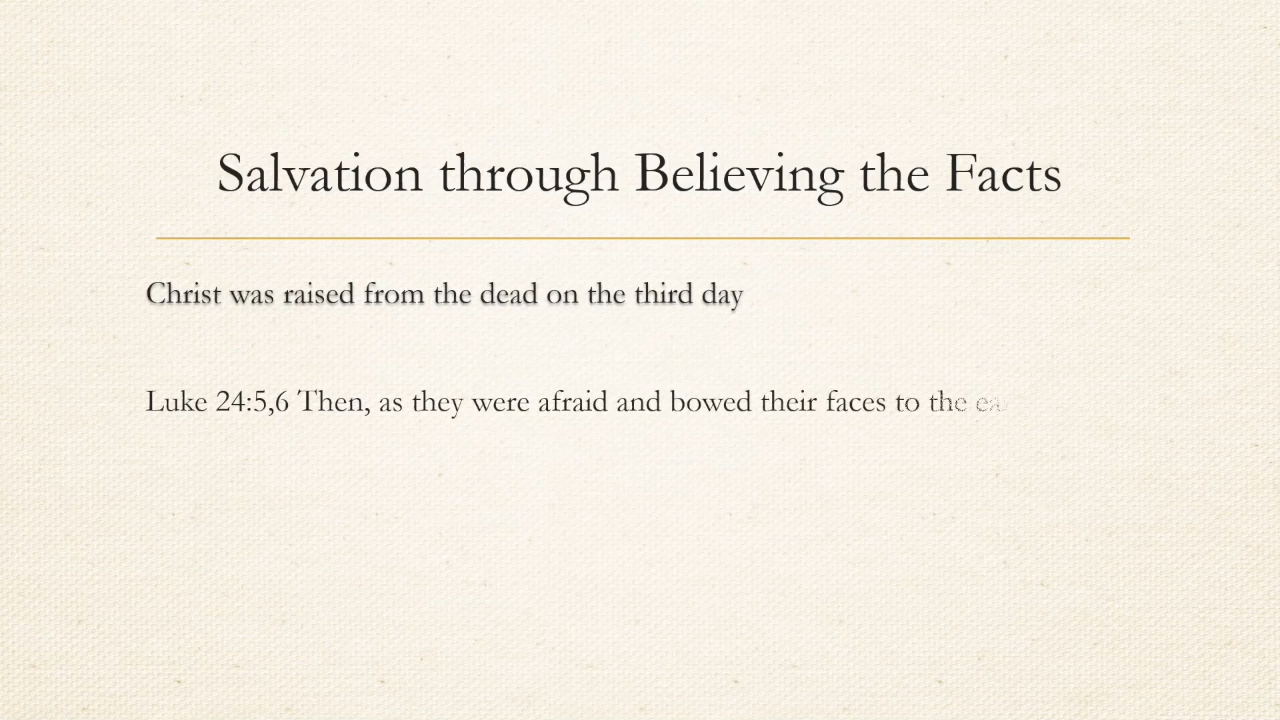 Salvation through Believing the Facts
Christ was raised from the dead on the third day
Luke 24:5,6 Then, as they were afraid and bowed their faces to the